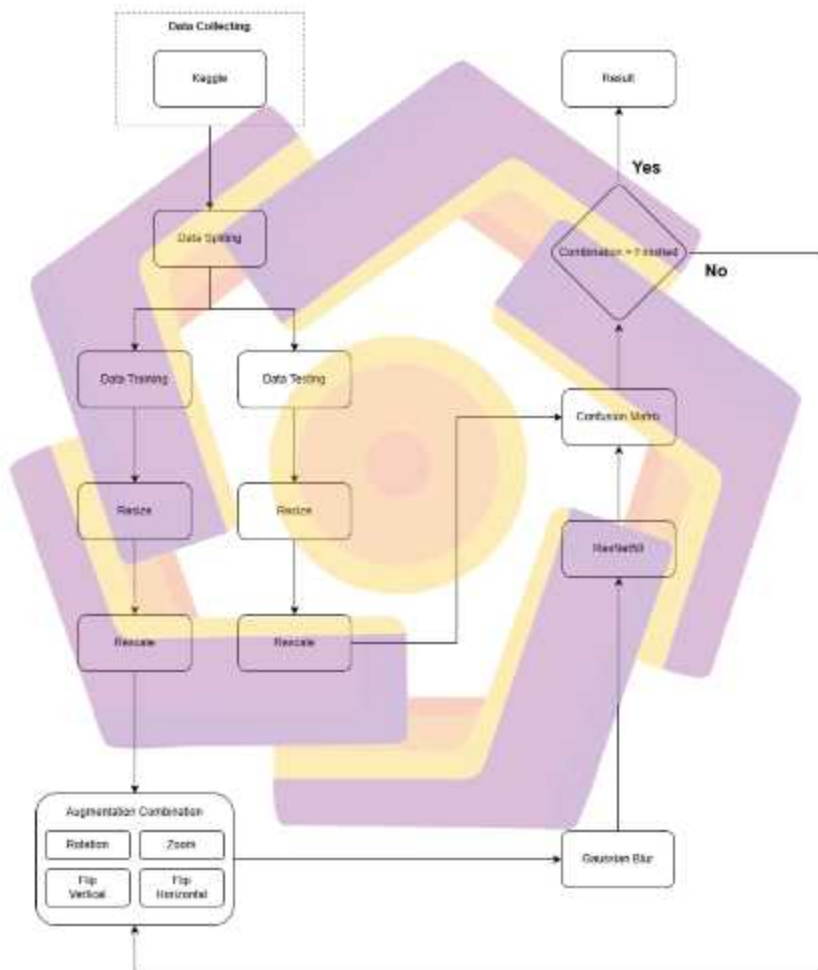 Data Collecting
Kaggle
Result
Yes
Data Spliting
Combination = Finished
No
Data Training
Data Testing
Confusion Matrix
Resize
Resize
ResNet50
Rescale
Rescale
Augmentation Combination
Rotation
Zoom
Flip
Vertical
Flip
Horizontal
Gaussian Blur